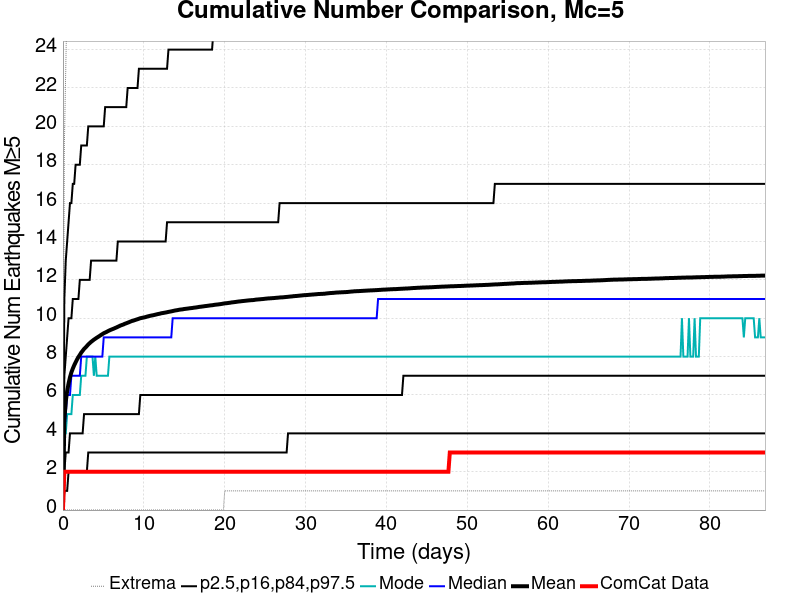 Cumulative Number Comparison, Mc=5
Cumulative Num Earthquakes M≥5
24
22
20
18
16
14
12
10
8
6
4
2
0
0 10 20 30 40 50 60 70 80
Time (days)
Extrema p2.5,p16,p84,p97.5 Mode Median Mean ComCat Data